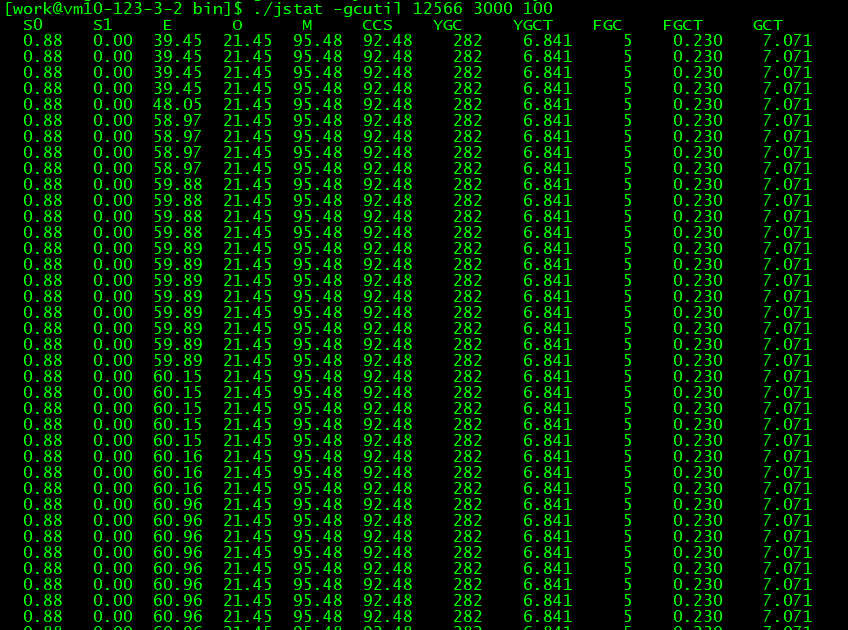 [work@vm10-123-3-2 bin]$ ./jstat -gcutil 12566 3000 100
S0 S1 E O M CCS YGC YGCT FGC FGCT GCT
0.88 0.00 39.45 21.45 95.48 92.48 282 6.841 5 0.230 7.071
0.88 0.00 39.45 21.45 95.48 92.48 282 6.841 5 0.230 7.071
0.88 0.00 39.45 21.45 95.48 92.48 282 6.841 5 0.230 7.071
0.88 0.00 39.45 21.45 95.48 92.48 282 6.841 5 0.230 7.071
0.88 0.00 48.05 21.45 95.48 92.48 282 6.841 5 0.230 7.071
0.88 0.00 58.97 21.45 95.48 92.48 282 6.841 5 0.230 7.071
0.88 0.00 58.97 21.45 95.48 92.48 282 6.841 5 0.230 7.071
0.88 0.00 58.97 21.45 95.48 92.48 282 6.841 5 0.230 7.071
0.88 0.00 58.97 21.45 95.48 92.48 282 6.841 5 0.230 7.071
0.88 0.00 59.88 21.45 95.48 92.48 282 6.841 5 0.230 7.071
0.88 0.00 59.88 21.45 95.48 92.48 282 6.841 5 0.230 7.071
0.88 0.00 59.88 21.45 95.48 92.48 282 6.841 5 0.230 7.071
0.88 0.00 59.88 21.45 95.48 92.48 282 6.841 5 0.230 7.071
0.88 0.00 59.89 21.45 95.48 92.48 282 6.841 5 0.230 7.071
0.88 0.00 59.89 21.45 95.48 92.48 282 6.841 5 0.230 7.071
0.88 0.00 59.89 21.45 95.48 92.48 282 6.841 5 0.230 7.071
0.88 0.00 59.89 21.45 95.48 92.48 282 6.841 5 0.230 7.071
0.88 0.00 59.89 21.45 95.48 92.48 282 6.841 5 0.230 7.071
0.88 0.00 59.89 21.45 95.48 92.48 282 6.841 5 0.230 7.071
0.88 0.00 59.89 21.45 95.48 92.48 282 6.841 5 0.230 7.071
0.88 0.00 59.89 21.45 95.48 92.48 282 6.841 5 0.230 7.071
0.88 0.00 60.15 21.45 95.48 92.48 282 6.841 5 0.230 7.071
0.88 0.00 60.15 21.45 95.48 92.48 282 6.841 5 0.230 7.071
0.88 0.00 60.15 21.45 95.48 92.48 282 6.841 5 0.230 7.071
0.88 0.00 60.15 21.45 95.48 92.48 282 6.841 5 0.230 7.071
0.88 0.00 60.15 21.45 95.48 92.48 282 6.841 5 0.230 7.071
0.88 0.00 60.16 21.45 95.48 92.48 282 6.841 5 0.230 7.071
0.88 0.00 60.16 21.45 95.48 92.48 282 6.841 5 0.230 7.071
0.88 0.00 60.16 21.45 95.48 92.48 282 6.841 5 0.230 7.071
0.88 0.00 60.96 21.45 95.48 92.48 282 6.841 5 0.230 7.071
0.88 0.00 60.96 21.45 95.48 92.48 282 6.841 5 0.230 7.071
0.88 0.00 60.96 21.45 95.48 92.48 282 6.841 5 0.230 7.071
0.88 0.00 60.96 21.45 95.48 92.48 282 6.841 5 0.230 7.071
0.88 0.00 60.96 21.45 95.48 92.48 282 6.841 5 0.230 7.071
0.88 0.00 60.96 21.45 95.48 92.48 282 6.841 5 0.230 7.071
0.88 0.00 60.96 21.45 95.48 92.48 282 6.841 5 0.230 7.071
0.88 0.00 60.96 21.45 95.48 92.48 282 6.841 5 0.230 7.071